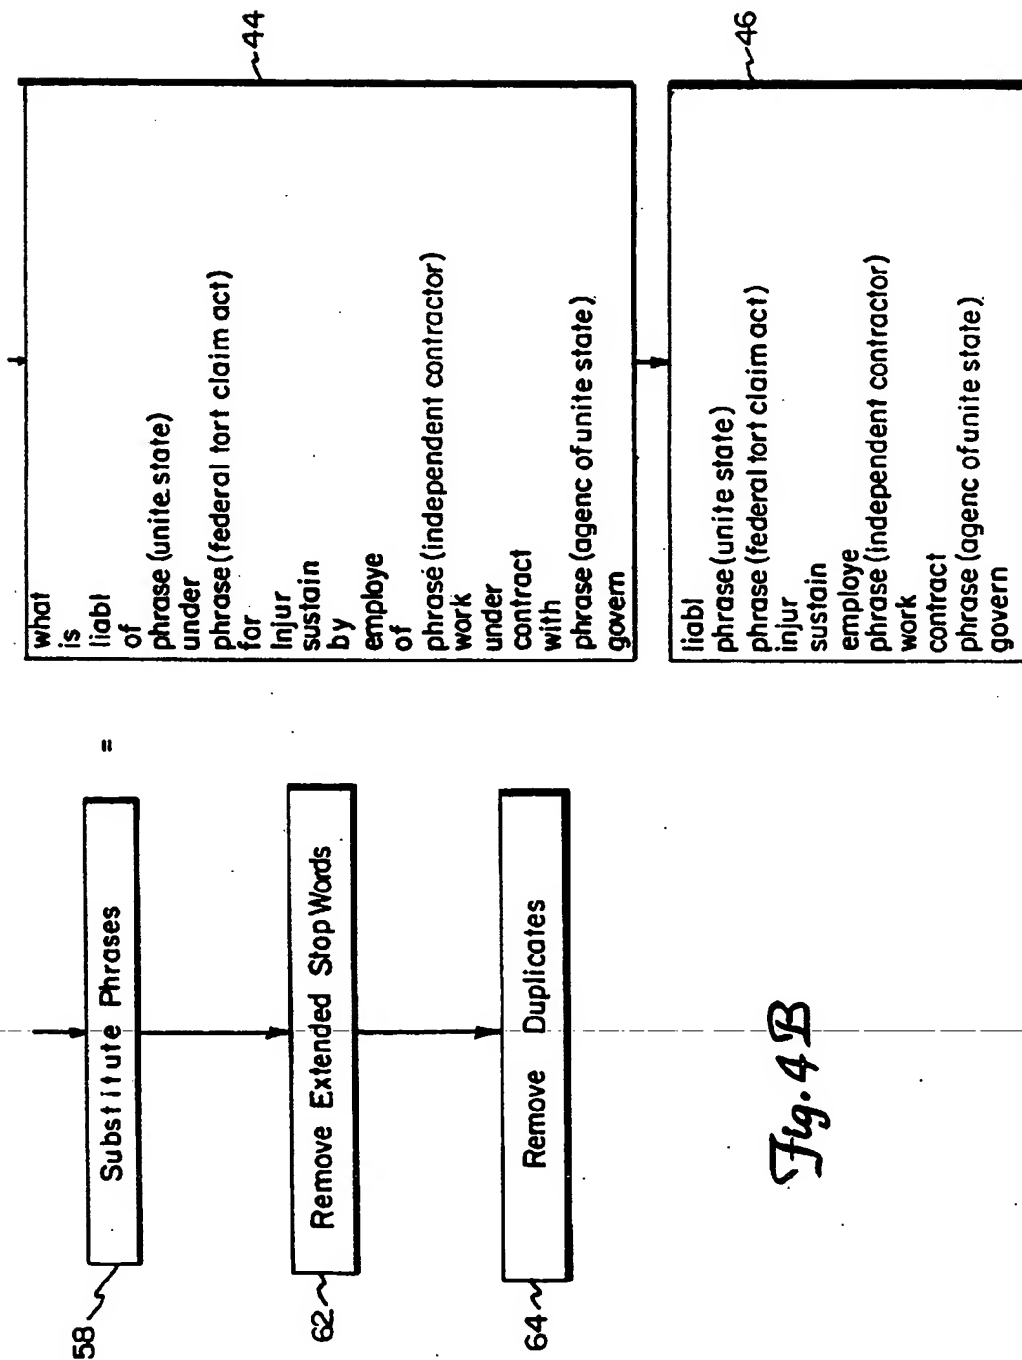 58
Substitute Phrases
=
62
Remove Extended Stop Words
64
Remove Duplicates
what
is
liabl
of
phrase (unite state)
under
phrase (federal tort claim act)
for
injur
sustain
by
employe
of
phrase (independent contractor)
work
under
contract
with
phrase (agenc of unite state)
govern
44
liabl
phrase (unite state)
phrase (federal tort claim act)
injur
sustain
employe
phrase (independent contractor)
work
contract
phrase (agenc of unite state)
govern
46
Fig. 4B